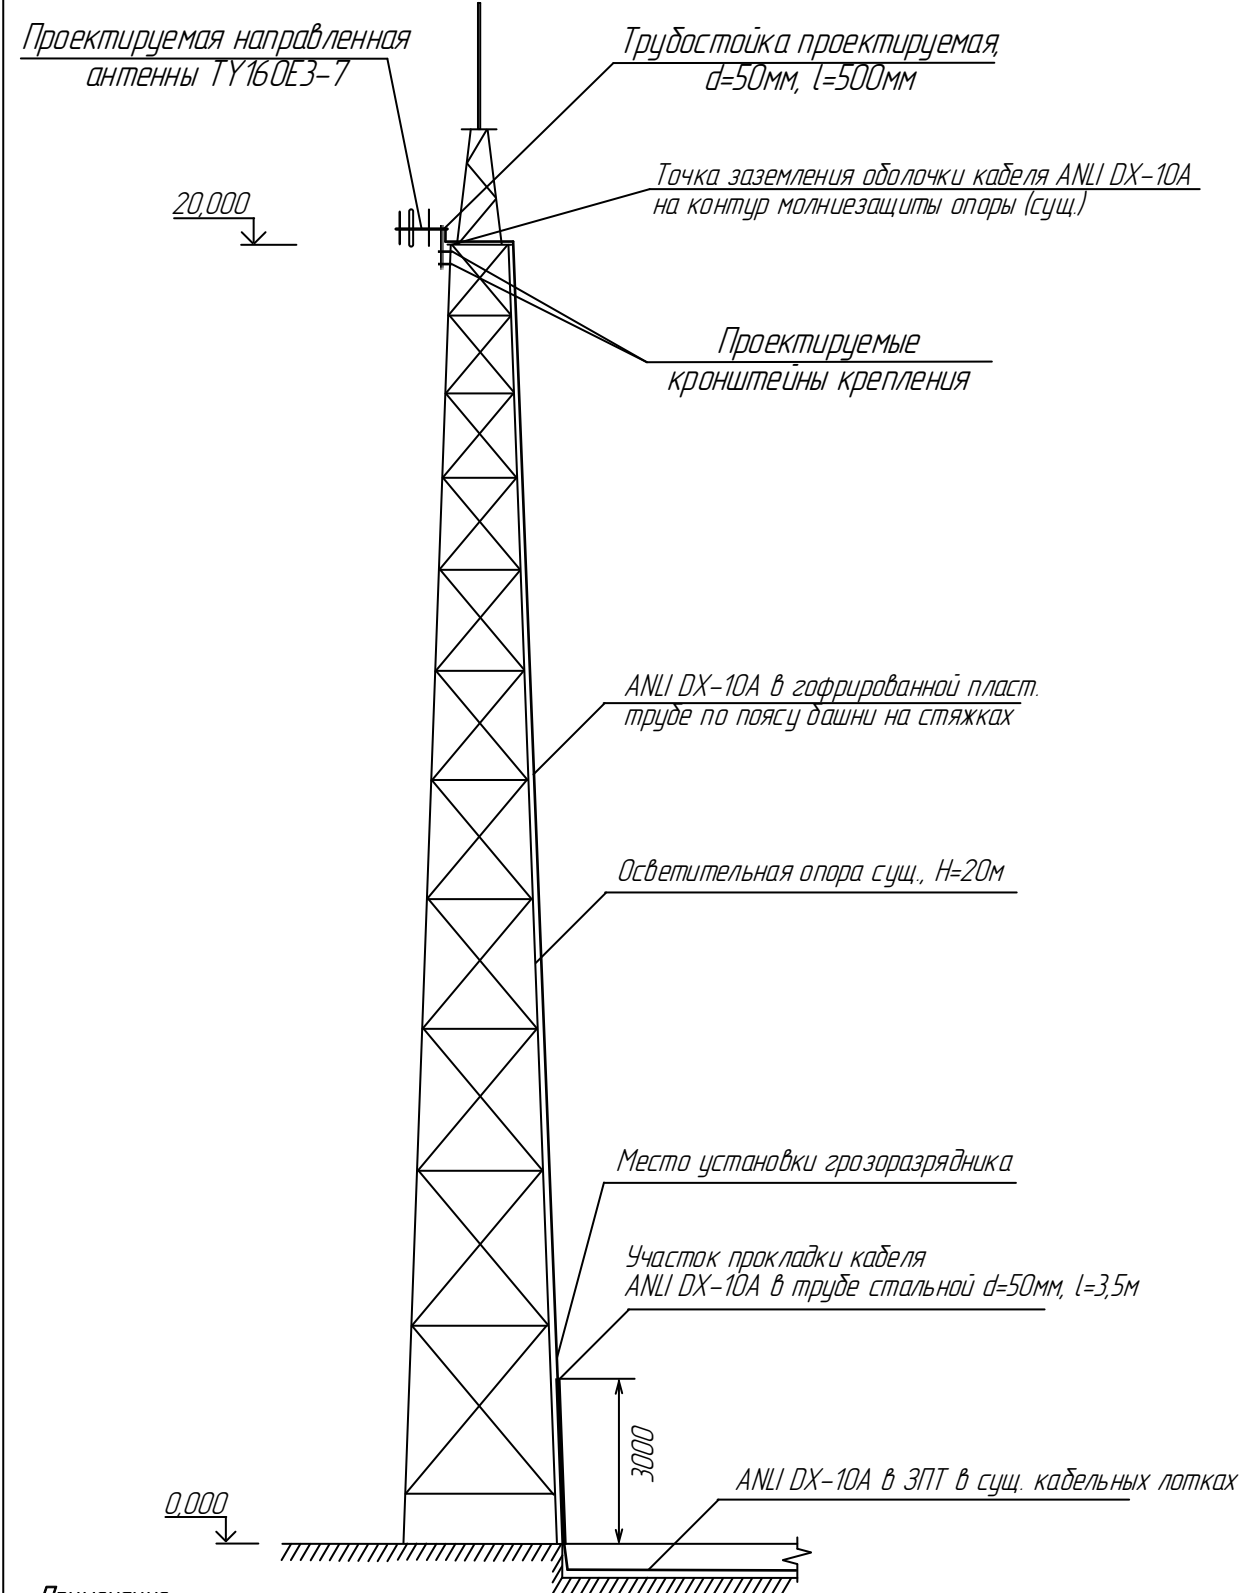 Проектируемая направленная
антенны TY160E3-7
Трубостойка проектируемая,
d=50мм, l=500мм
Точка заземления оболочки кабеля ANLI DX-10A
на контур молниезащиты опоры (сущ.)
20,000
Проектируемые
кронштейны крепления
ANLI DX-10A в гофрированной пласт.
трубе по поясу башни на стяжках
Осветительная опора сущ., Н=20м
Место установки грозоразрядника
Участок прокладки кабеля
ANLI DX-10A в трубе стальной d=50мм, l=3,5м
3000
ANLI DX-10A в ЗПТ в сущ. кабельных лотках
0,000